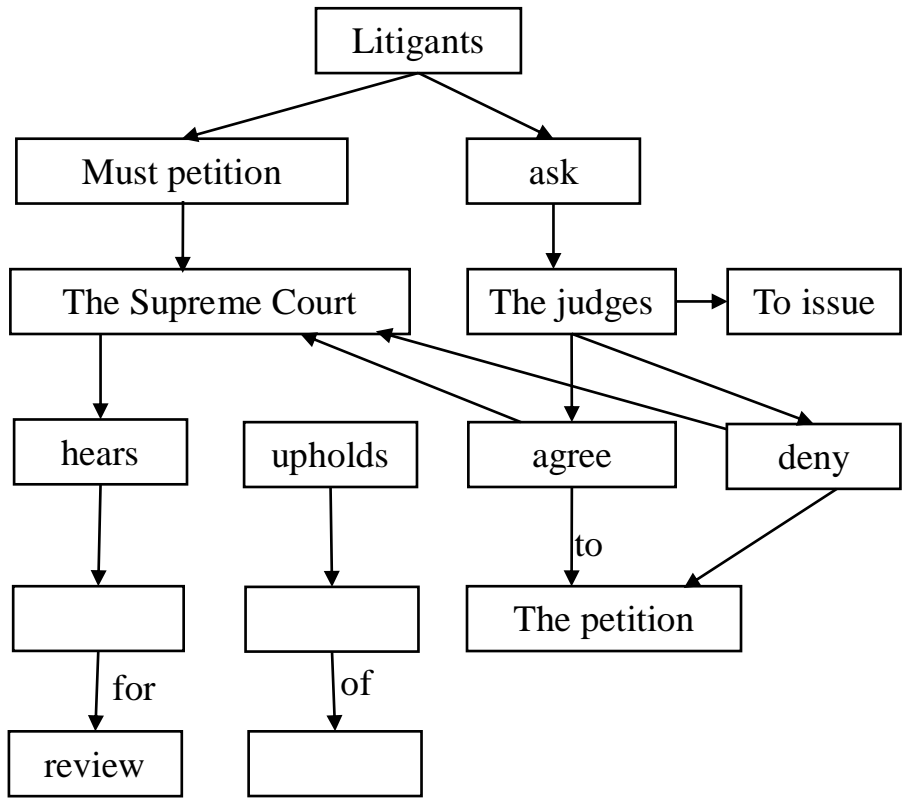 Litigants
Must petition
ask
The Supreme Court
The judges
To issue
hears
upholds
agree
deny
to
The petition
for
of
review